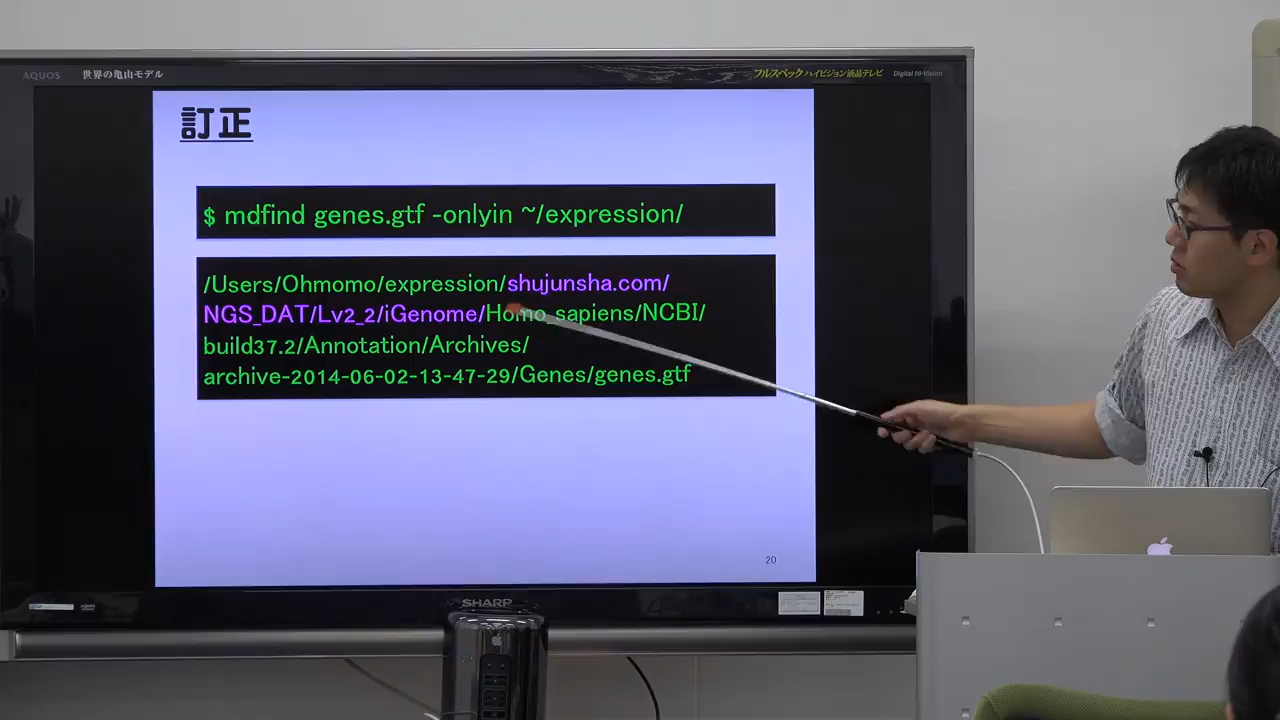 AQUOS 世界の亀山モデル
フルスペックハイビジョン液晶テレビ Digital Hi-Vision
訂正
$ mdfind genes.gtf -onlyin ~/expression/
/Users/Ohmomo/expression/shujunsha.com/
NGS_DAT/Lv2_2/iGenome/Homo_sapiens/NCBI/
build37.2/Annotation/Archives/
archive-2014-06-02-13-47-29/Genes/genes.gtf
20
SHARP